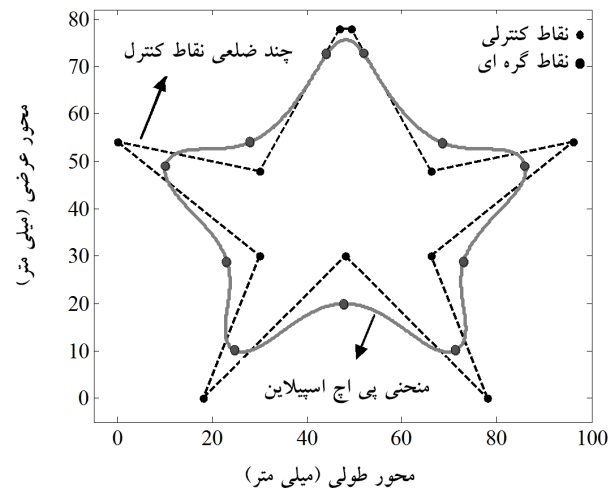 نقاط کنترلی
نقاط گره ای
چند ضلعی نقاط کنترل
منحنی پی اچ اسپیلاین
محور عرضی (میلی متر)
80
70
60
50
40
30
20
10
0
0 20 40 60 80 100
محور طولی (میلی متر)